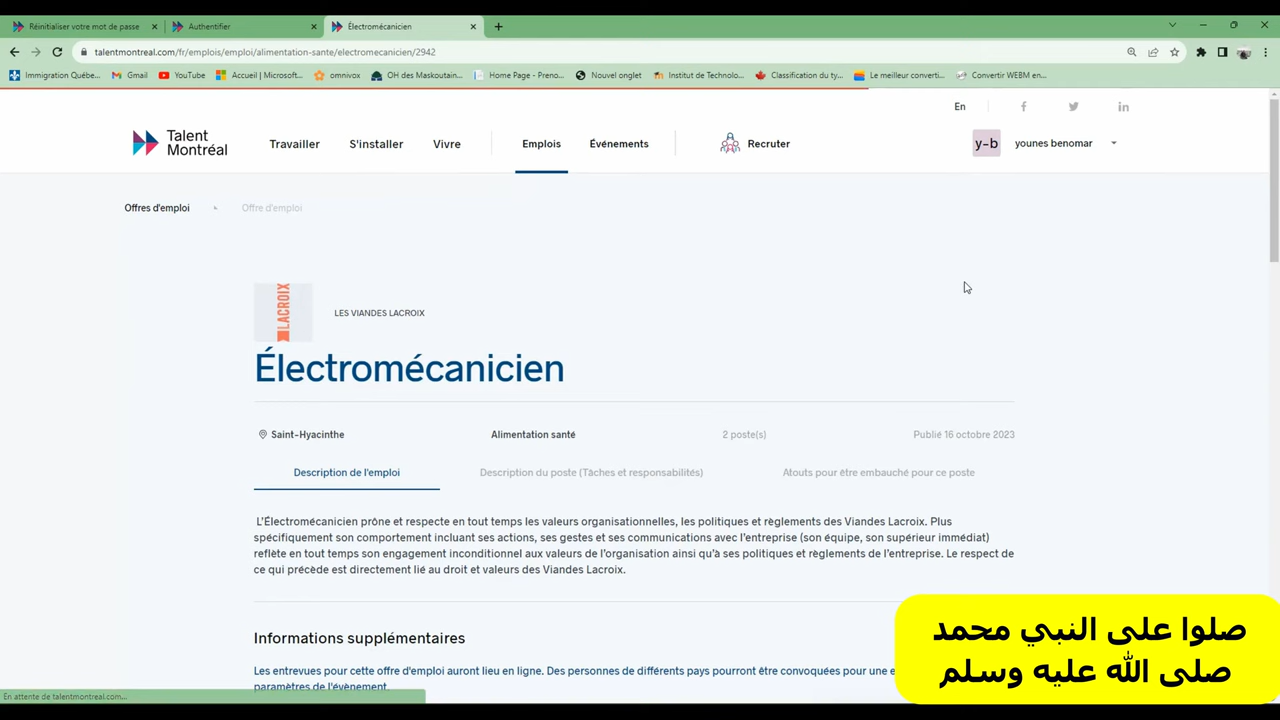 Réinitialiser votre mot de passe
Authentifier
Électromécanicien
talentmontreal.com/fr/emplois/emploi/alimentation-sante/electromecanicien/2942
Immigration Québe...
Gmail
YouTube
Accueil | Microsoft...
omnivox
OH des Maskoutain...
Home Page - Preno...
Nouvel onglet
Institut de Technolo...
Classification du ty...
Le meilleur converti...
Convertir WEBM en...
En
Talent
Montréal
Travailler
S'installer
Vivre
Emplois
Événements
Recruter
y-b
younes benomar
Offres d'emploi
Offre d'emploi
LACROIX
LES VIANDES LACROIX
Électromécanicien
Saint-Hyacinthe
Alimentation santé
2 poste(s)
Publié 16 octobre 2023
Description de l'emploi
Description du poste (Tâches et responsabilités)
Atouts pour être embauché pour ce poste
L'Électromécanicien prône et respecte en tout temps les valeurs organisationnelles, les politiques et règlements des Viandes Lacroix. Plus
spécifiquement son comportement incluant ses actions, ses gestes et ses communications avec l'entreprise (son équipe, son supérieur immédiat)
reflète en tout temps son engagement inconditionnel aux valeurs de l'organisation ainsi qu'à ses politiques et règlements de l'entreprise. Le respect de
ce qui précède est directement lié au droit et valeurs des Viandes Lacroix.
Informations supplémentaires
Les entrevues pour cette offre d'emploi auront lieu en ligne. Des personnes de différents pays pourront être convoquées pour une e
paramètres de l'évènement.
صلوا على النبي محمد
صلى الله عليه وسلم
En attente de talentmontreal.com...